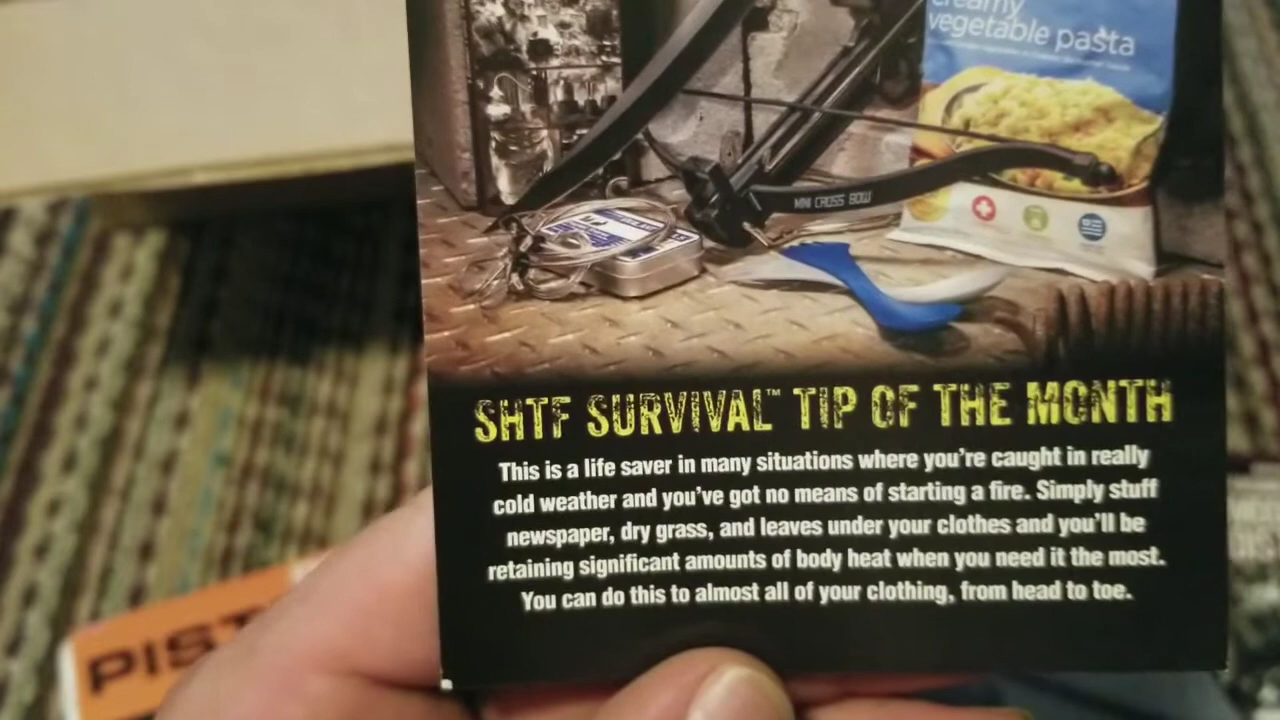 creamy
vegetable pasta
MINI CROSS BOW
SHTF SURVIVAL™ TIP OF THE MONTH
This is a life saver in many situations where you're caught in really
cold weather and you've got no means of starting a fire. Simply stuff
newspaper, dry grass, and leaves under your clothes and you'll be
retaining significant amounts of body heat when you need it the most.
You can do this to almost all of your clothing, from head to toe.
PIST